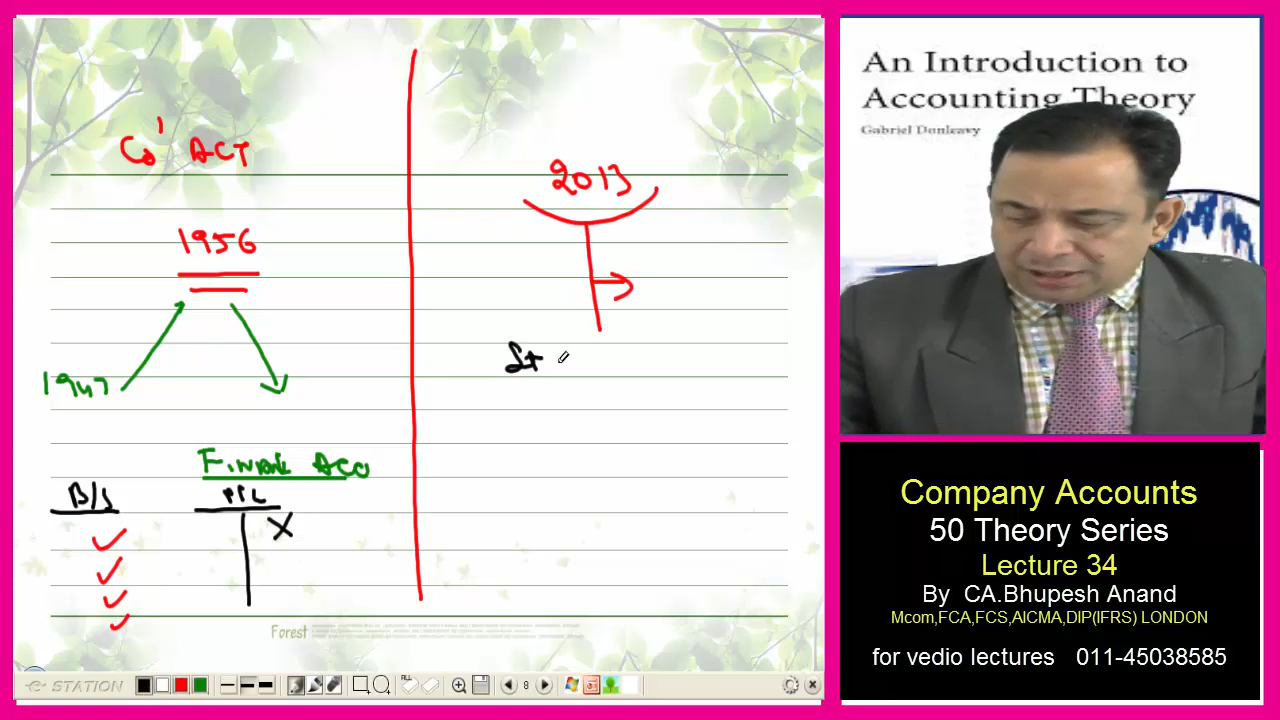 Co' ACT
1956
1947
Finance Acc
B/S
P&L
X
2013
St
Forest
e-STATION
ALL
8
An Introduction to
Accounting Theory
Gabriel Donleavy
Company Accounts
50 Theory Series
Lecture 34
By CA.Bhupesh Anand
Mcom,FCA,FCS,AICMA,DIP(IFRS) LONDON
for vedio lectures 011-45038585